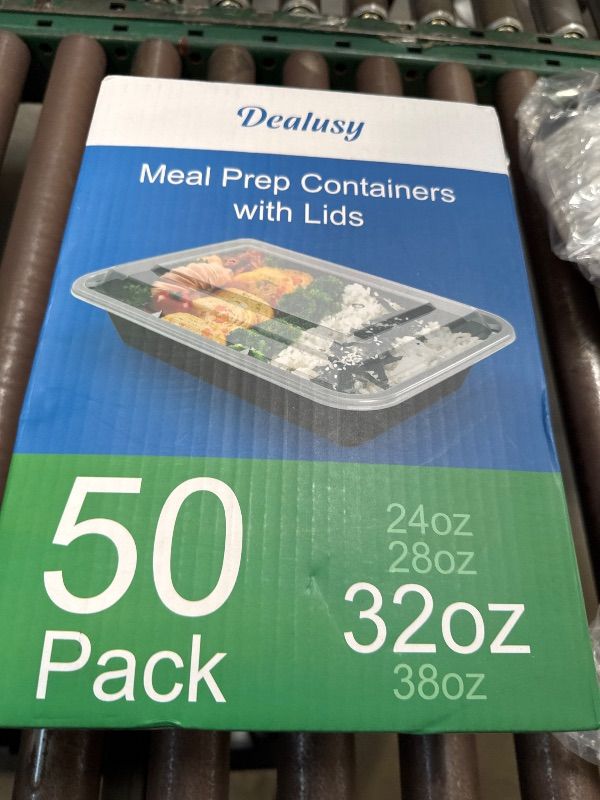 Dealusy
Meal Prep Containers
with Lids
50
Pack
24oz
28oz
32oz
38oz